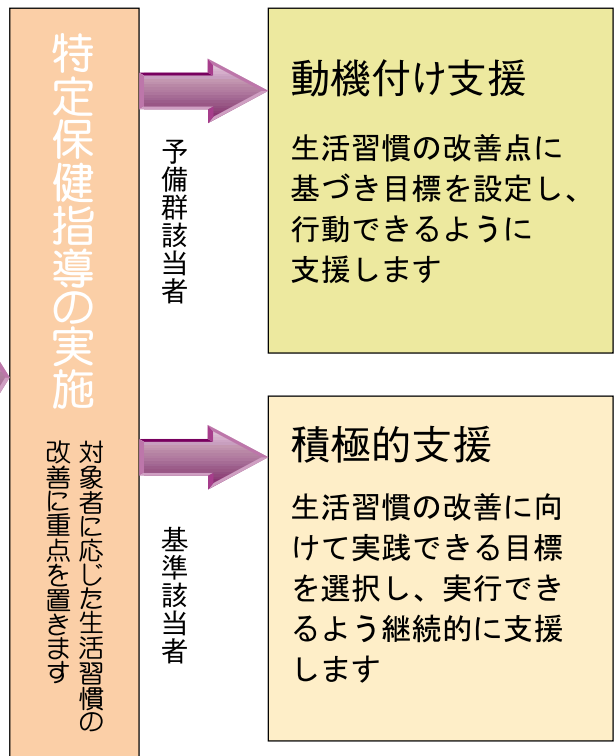 特定保健指導の実施
対象者に応じた生活習慣の
改善に重点を置きます
予備群該当者
動機付け支援
生活習慣の改善点に
基づき目標を設定し、
行動できるように
支援します
基準該当者
積極的支援
生活習慣の改善に向
けて実践できる目標
を選択し、実行でき
るよう継続的に支援
します